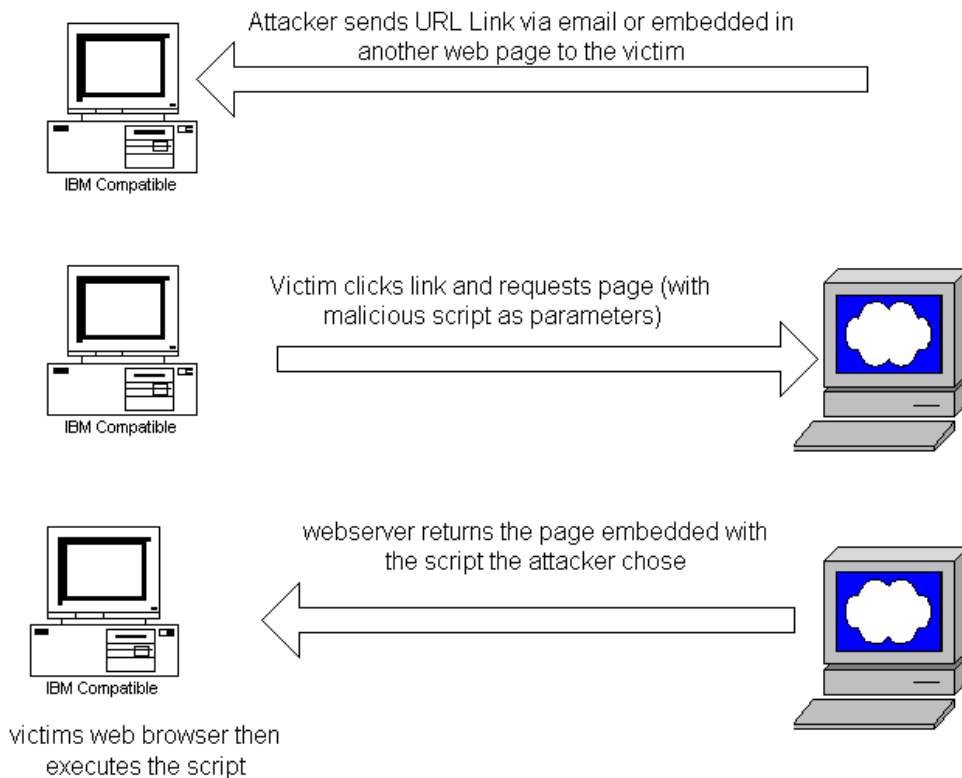 Attacker sends URL Link via email or embedded in
another web page to the victim
IBM Compatible
Victim clicks link and requests page (with
malicious script as parameters)
IBM Compatible
webserver returns the page embedded with
the script the attacker chose
IBM Compatible
victims web browser then
executes the script